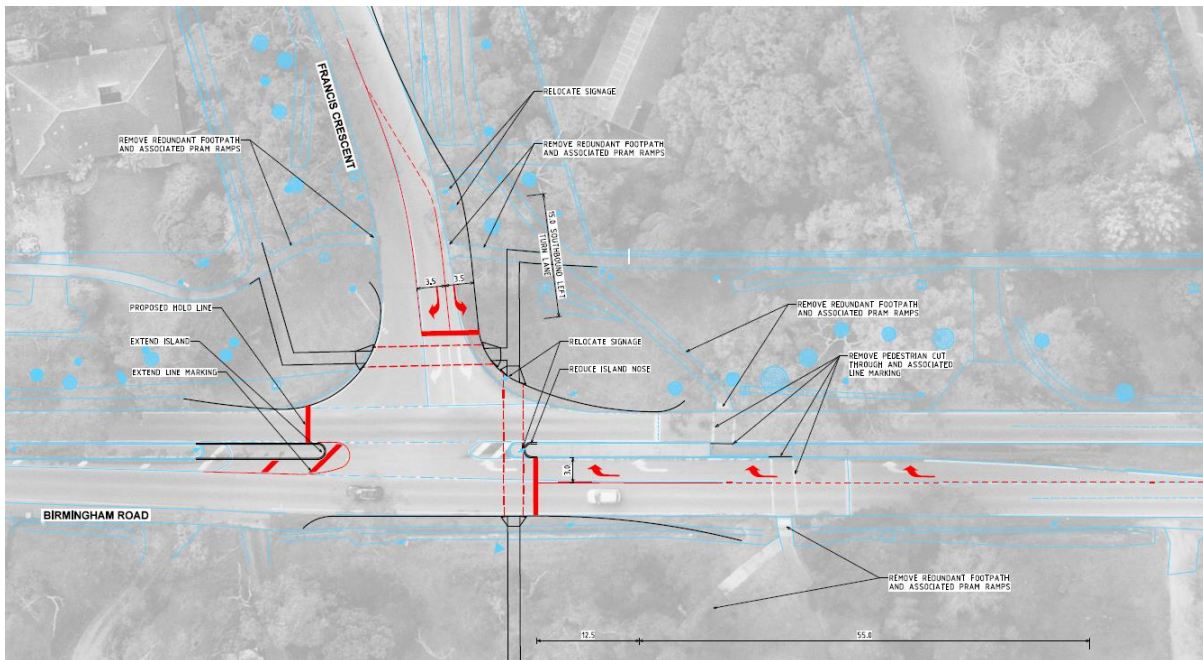 FRANCIS CRESCENT
RELOCATE SIGNAGE
REMOVE REDUNDANT FOOTPATH
AND ASSOCIATED PRAM RAMPS
REMOVE REDUNDANT FOOTPATH
AND ASSOCIATED PRAM RAMPS
15.0 SOUTHBOUND LEFT
TURN LANE
3.5
3.5
PROPOSED HOLD LINE
REMOVE REDUNDANT FOOTPATH
AND ASSOCIATED PRAM RAMPS
EXTEND ISLAND
RELOCATE SIGNAGE
REMOVE PEDESTRIAN CUT
THROUGH AND ASSOCIATED
LINE MARKING
EXTEND LINE MARKING
REDUCE ISLAND NOSE
3.0
BIRMINGHAM ROAD
REMOVE REDUNDANT FOOTPATH
AND ASSOCIATED PRAM RAMPS
12.5
55.0